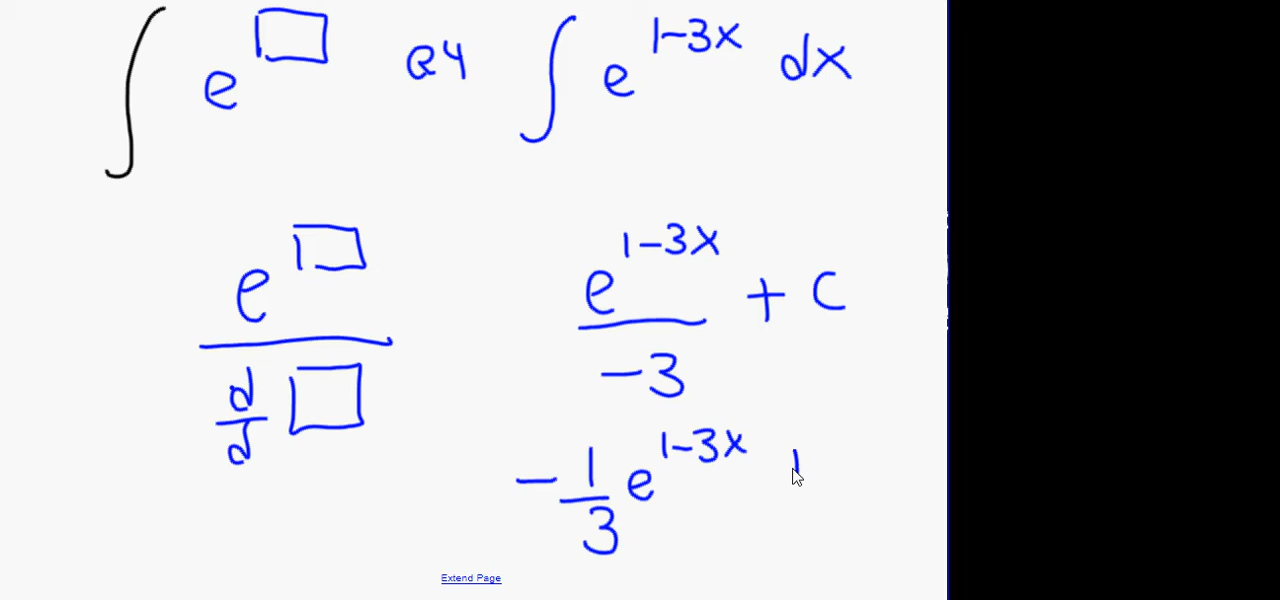 ∫ e^□ Q4 ∫ e^{1-3x} dx
e^□ / (d/d □) e^{1-3x} / -3 + c
-1/3 e^{1-3x}
Extend Page